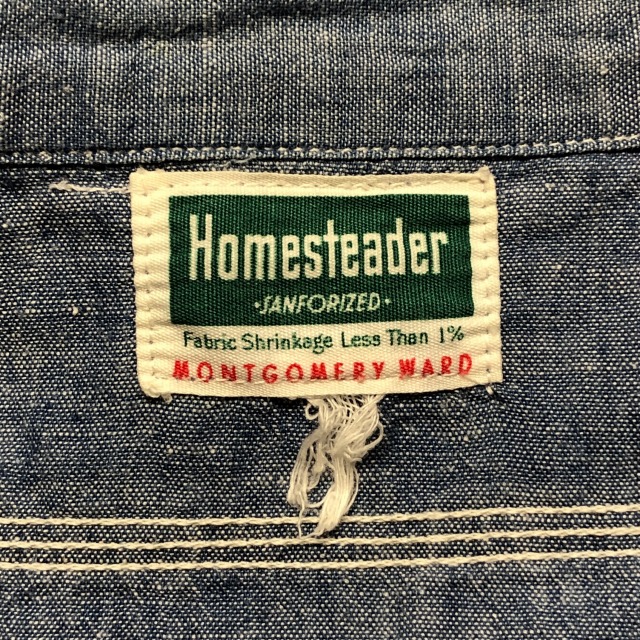 Homesteader
·SANFORIZED·
Fabric Shrinkage Less Than 1%
MONTGOMERY WARD